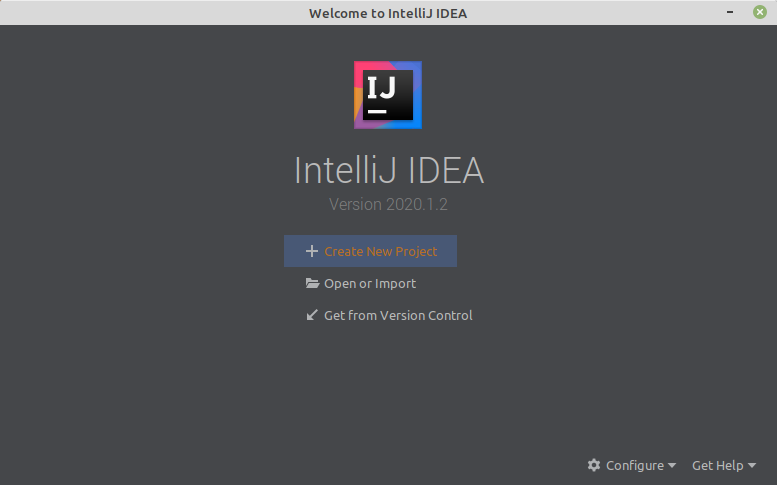 Welcome to IntelliJ IDEA
IJ
IntelliJ IDEA
Version 2020.1.2
Create New Project
Open or Import
Get from Version Control
Configure Get Help